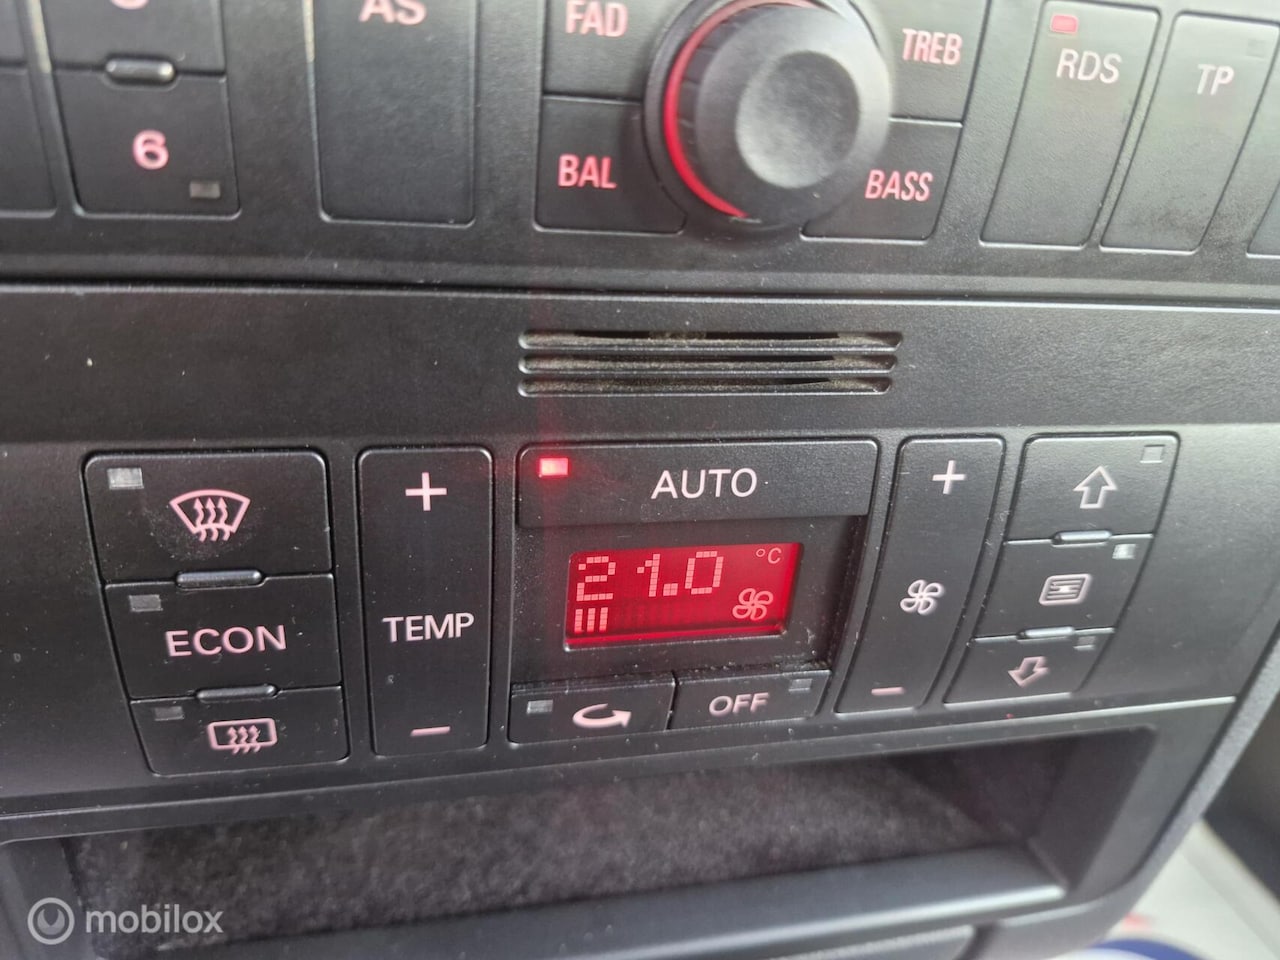 AS
FAD
TREB
RDS
TP
6
BAL
BASS
AUTO
+
+
21.0 °C
ECON
TEMP
OFF
−
−
mobilox